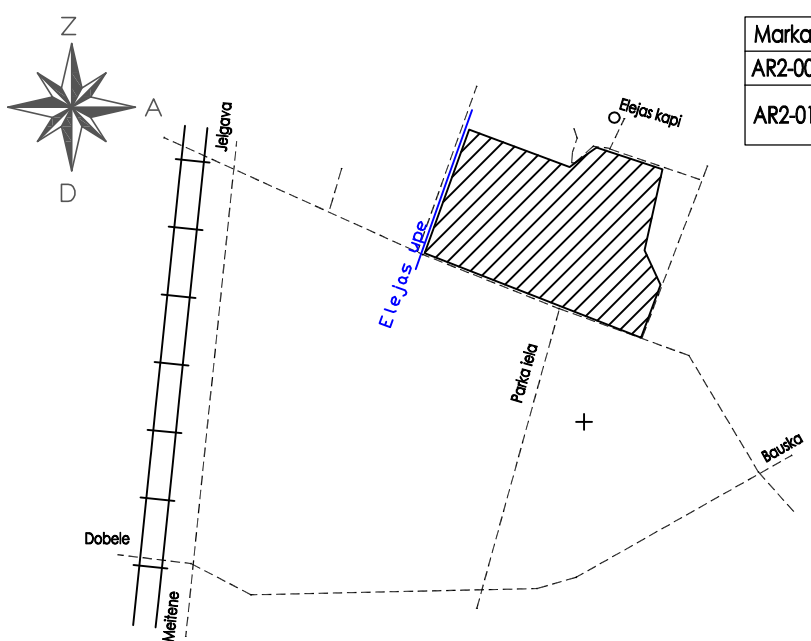 Z
A
D
Marka
AR2-00
AR2-01
Jelgava
Elejas kapi
Elejas upe
Parka iela
Bauska
Dobele
Meitene